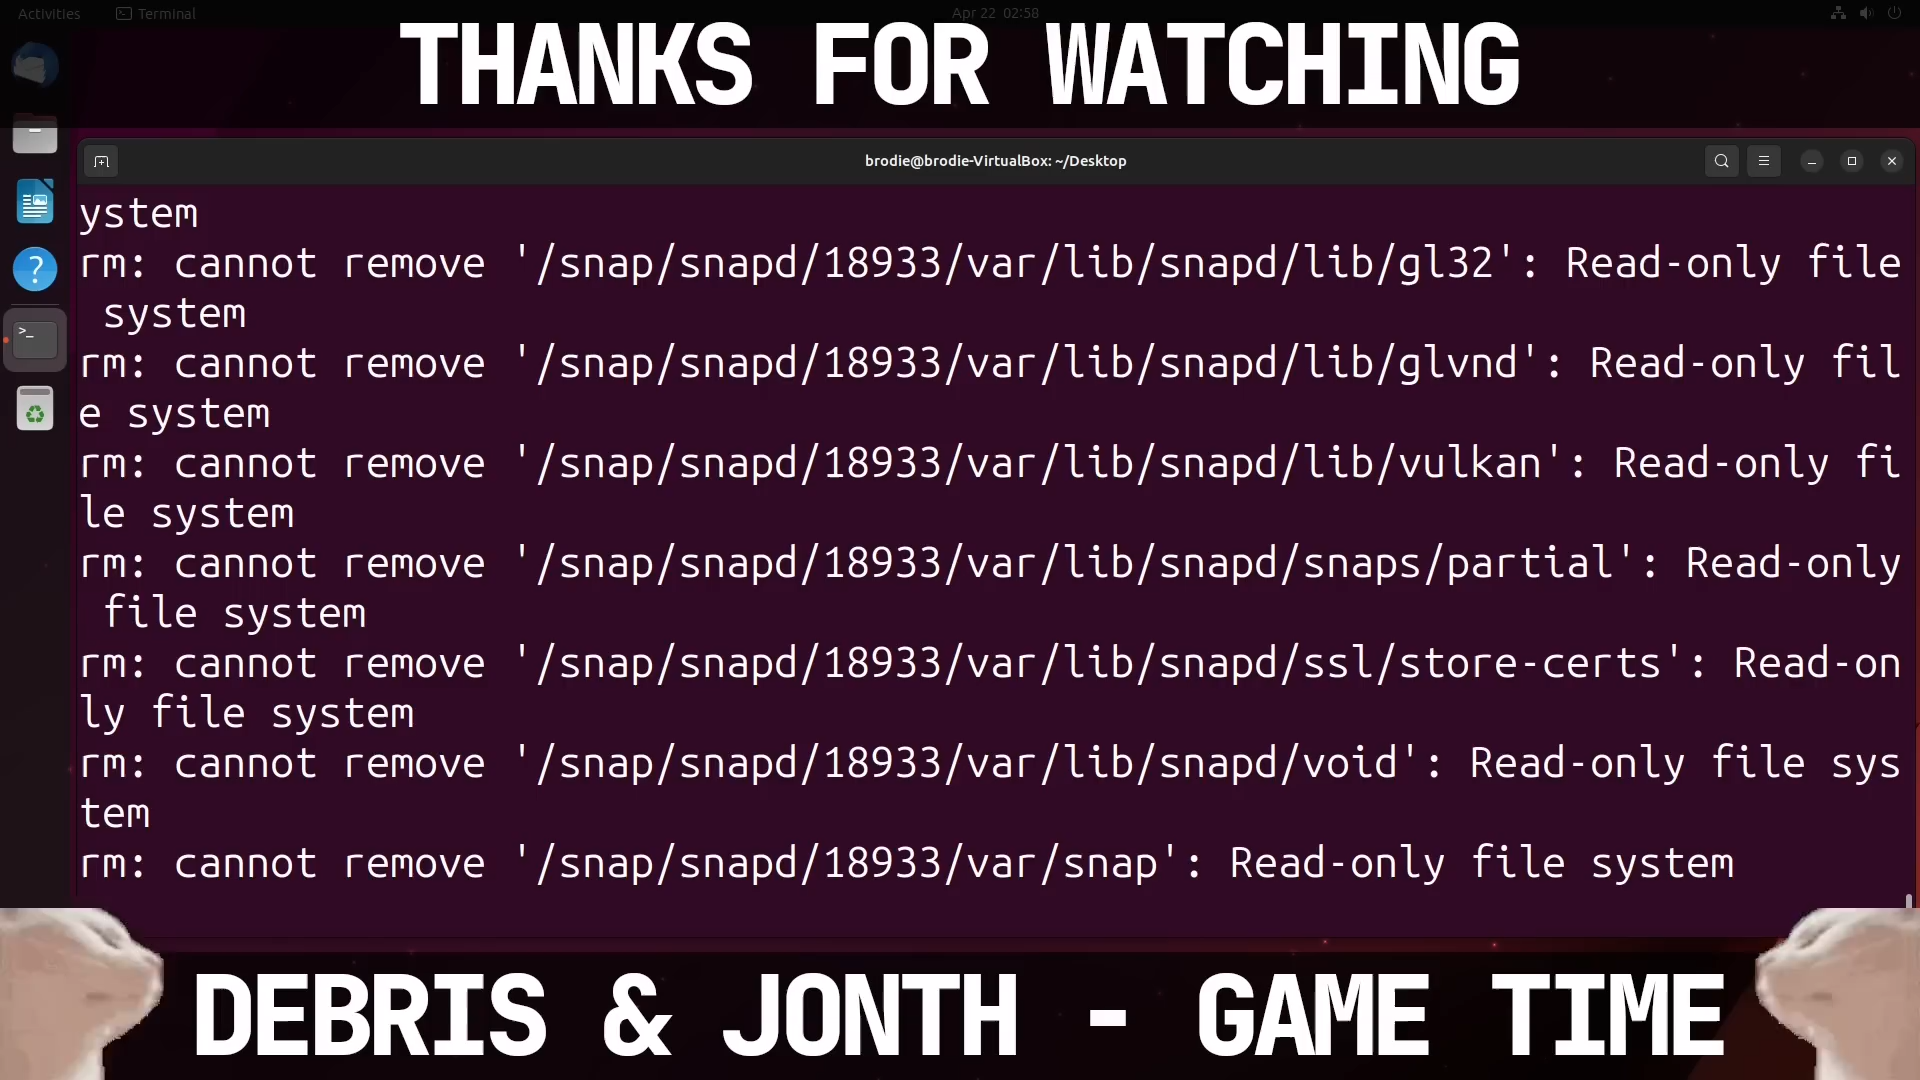 Activities Terminal Apr 22 02:58
THANKS FOR WATCHING
brodie@brodie-VirtualBox: ~/Desktop
ystem
rm: cannot remove '/snap/snapd/18933/var/lib/snapd/lib/gl32': Read-only file
 system
rm: cannot remove '/snap/snapd/18933/var/lib/snapd/lib/glvnd': Read-only fil
e system
rm: cannot remove '/snap/snapd/18933/var/lib/snapd/lib/vulkan': Read-only fi
le system
rm: cannot remove '/snap/snapd/18933/var/lib/snapd/snaps/partial': Read-only
 file system
rm: cannot remove '/snap/snapd/18933/var/lib/snapd/ssl/store-certs': Read-on
ly file system
rm: cannot remove '/snap/snapd/18933/var/lib/snapd/void': Read-only file sys
tem
rm: cannot remove '/snap/snapd/18933/var/snap': Read-only file system
DEBRIS & JONTH - GAME TIME